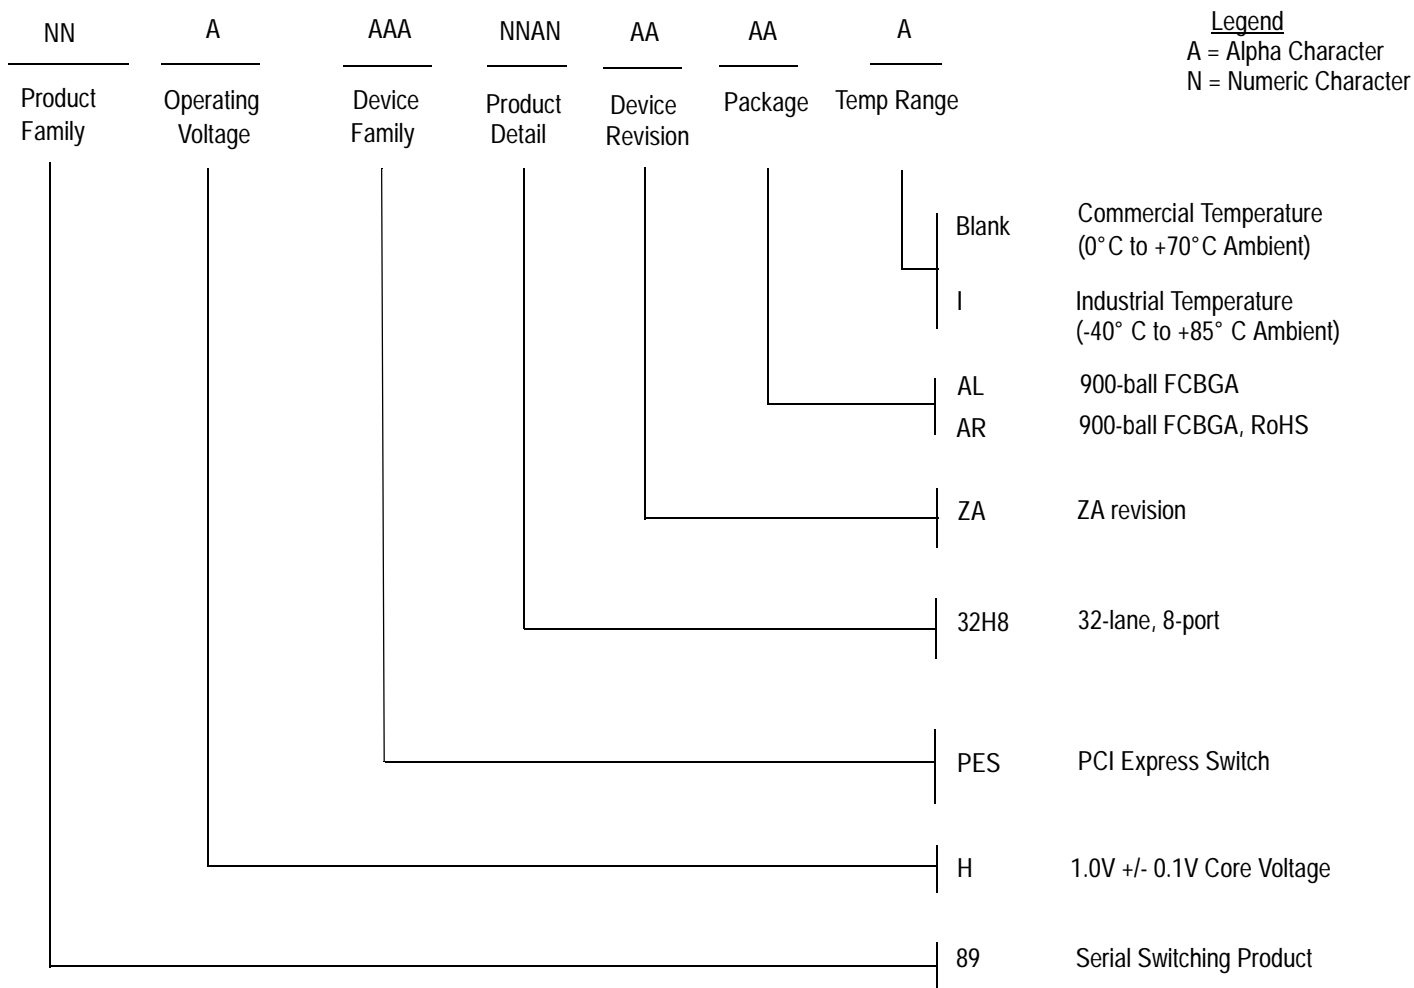 NN A AAA NNAN AA AA A
Legend
A = Alpha Character
N = Numeric Character
Product
Family
Operating
Voltage
Device
Family
Product
Detail
Device
Revision
Package
Temp Range
Blank Commercial Temperature
(0°C to +70°C Ambient)
I Industrial Temperature
(-40° C to +85° C Ambient)
AL 900-ball FCBGA
AR 900-ball FCBGA, RoHS
ZA ZA revision
32H8 32-lane, 8-port
PES PCI Express Switch
H 1.0V +/- 0.1V Core Voltage
89 Serial Switching Product